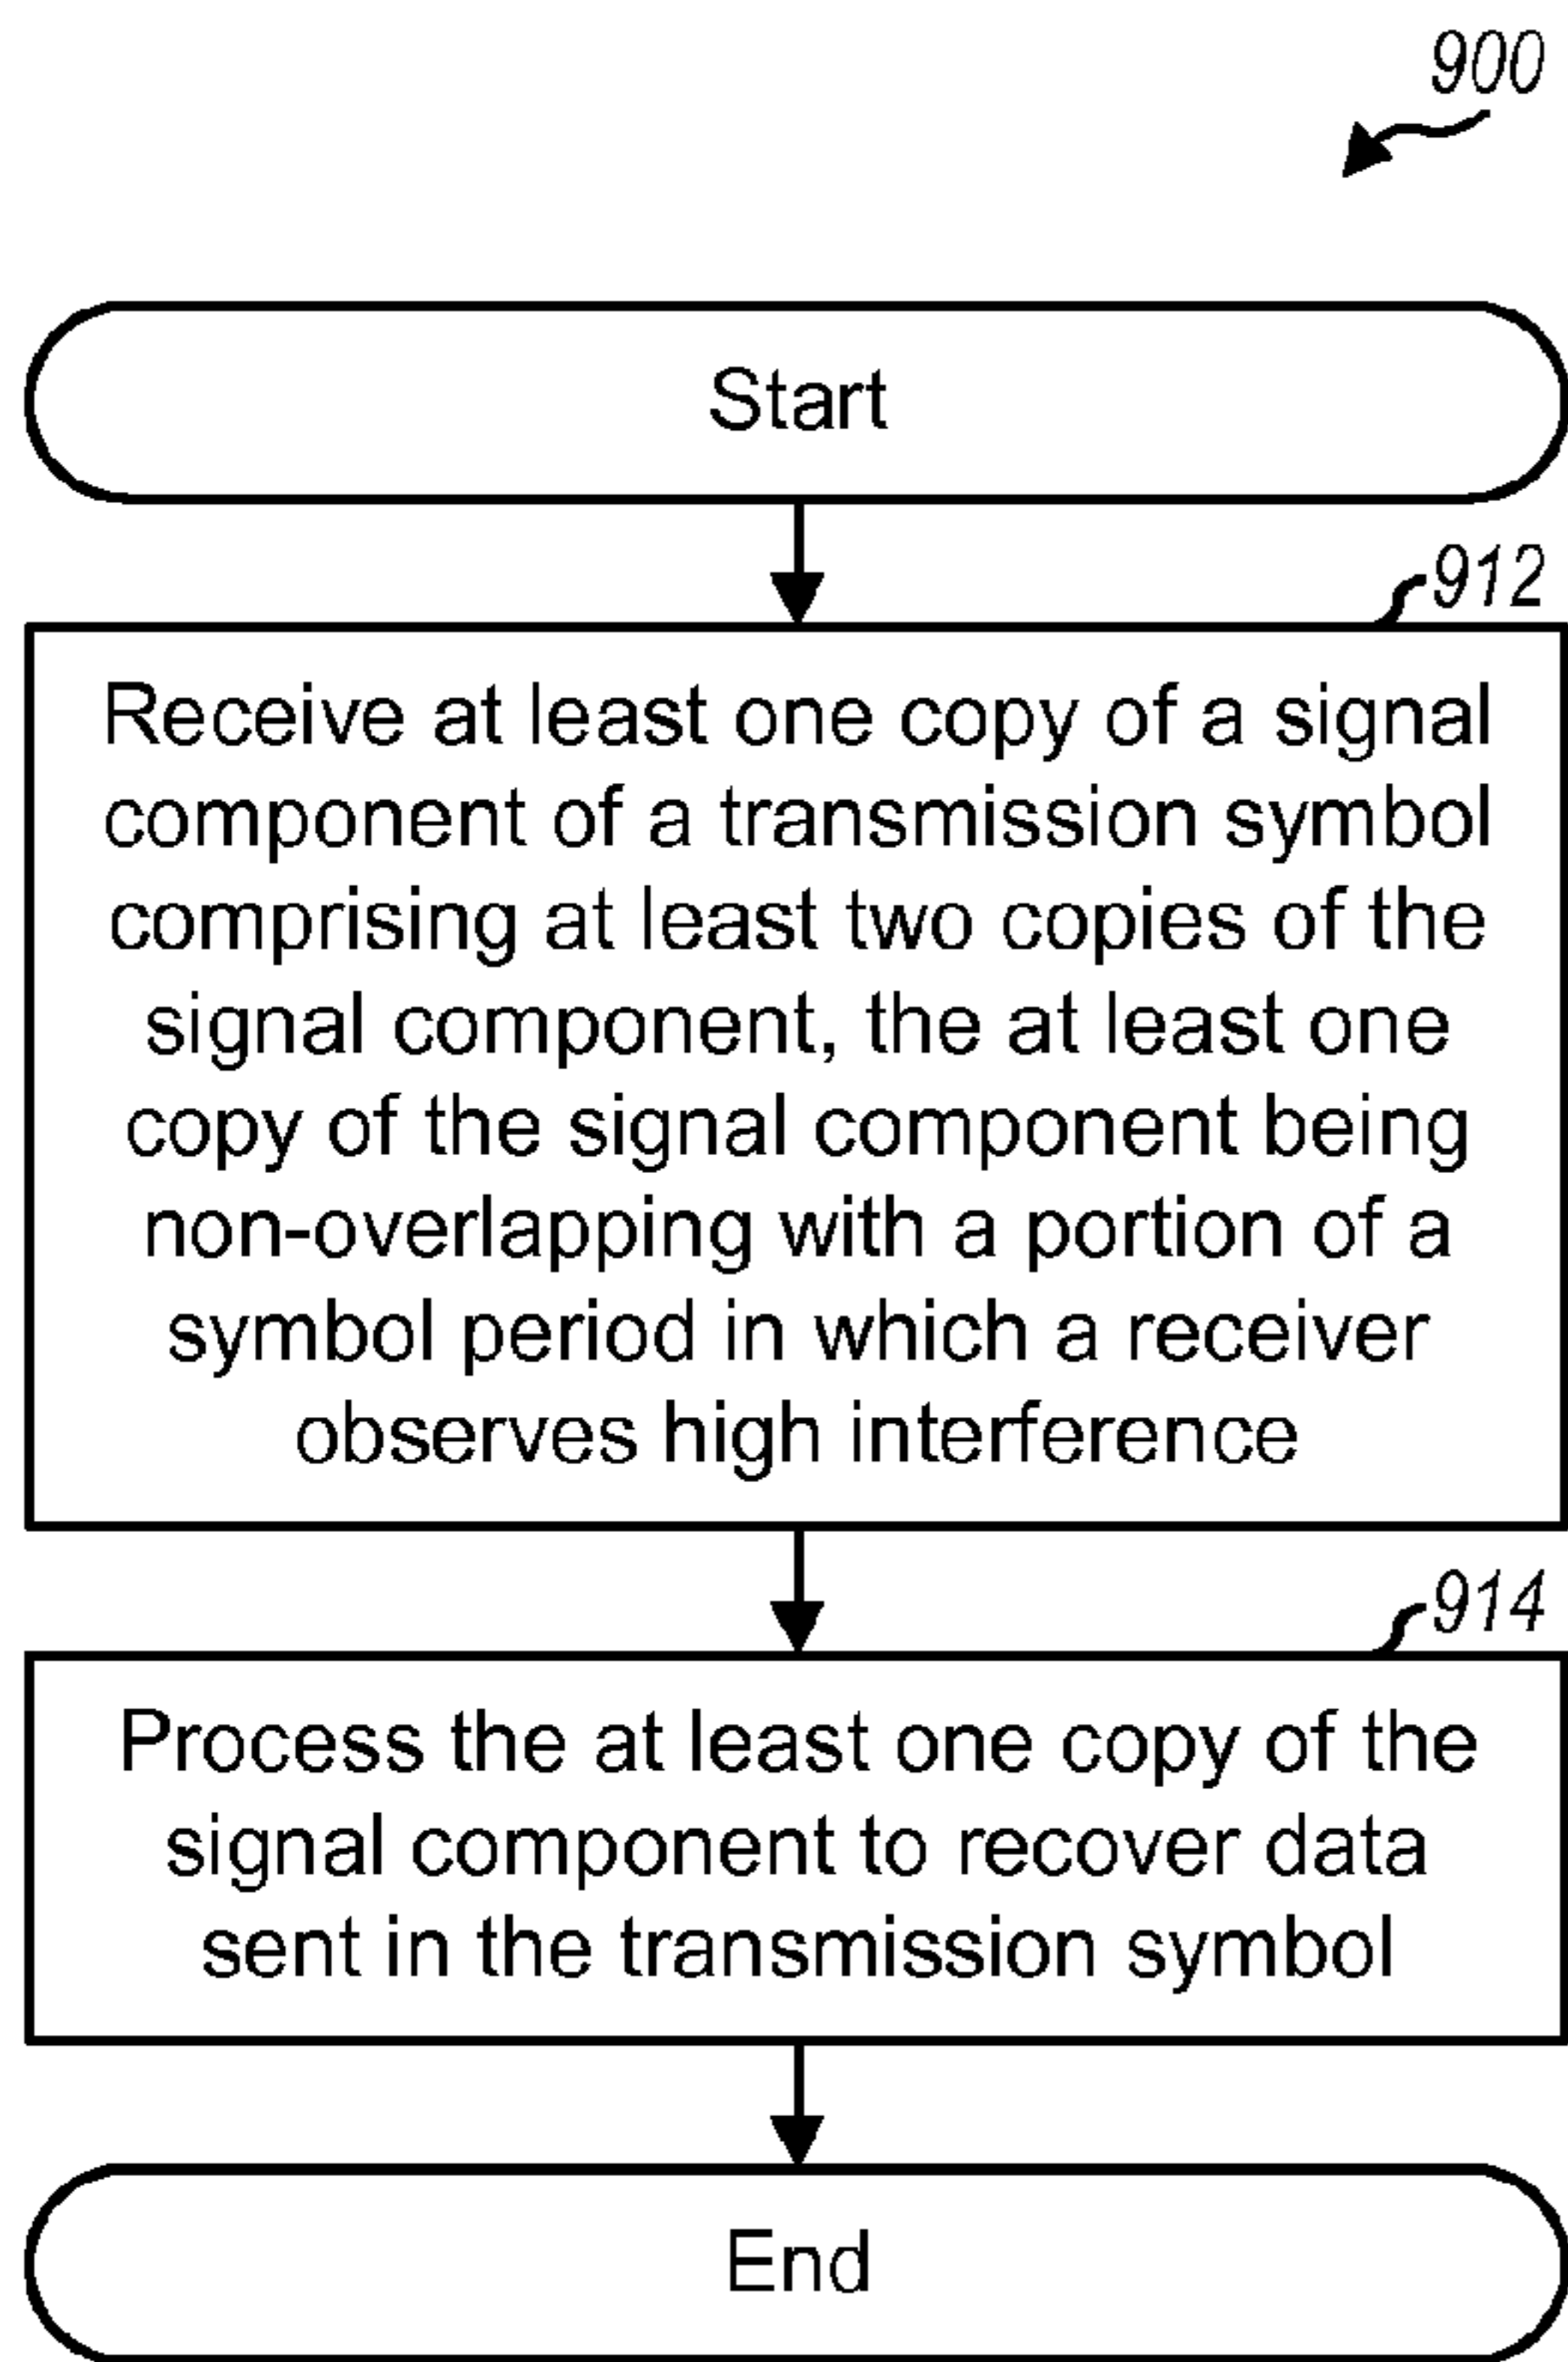 900
Start
912
Receive at least one copy of a signal
component of a transmission symbol
comprising at least two copies of the
signal component, the at least one
copy of the signal component being
non-overlapping with a portion of a
symbol period in which a receiver
observes high interference
914
Process the at least one copy of the
signal component to recover data
sent in the transmission symbol
End